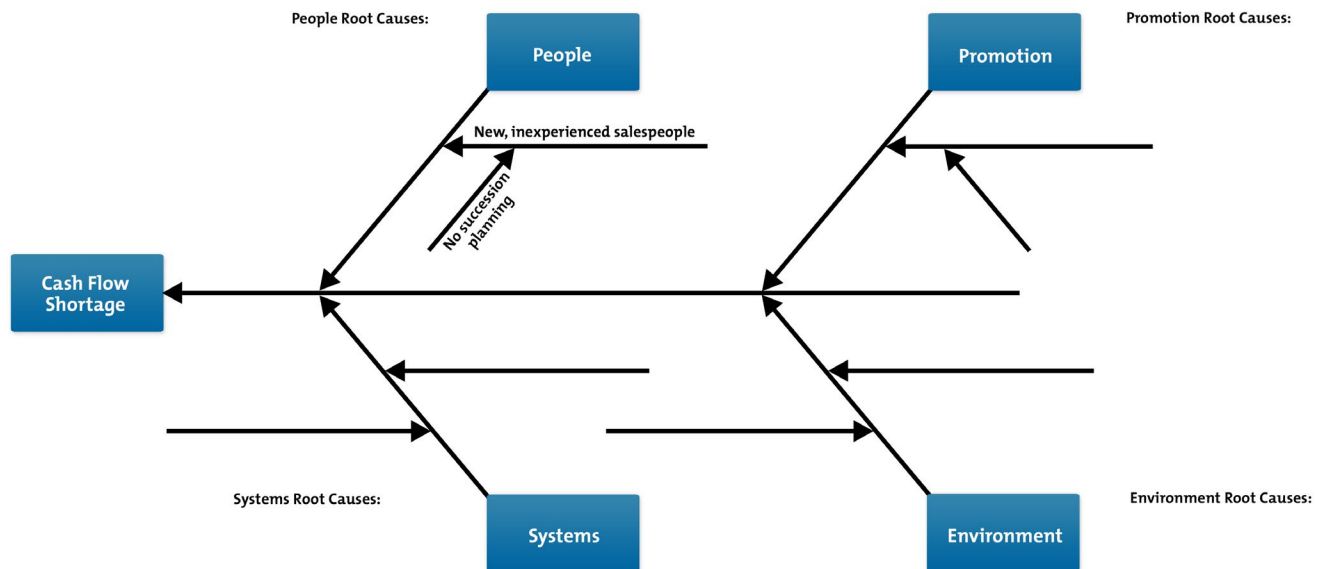 People Root Causes:
People
Promotion
Promotion Root Causes:
New, inexperienced salespeople
No succession
planning
Cash Flow
Shortage
Systems Root Causes:
Systems
Environment
Environment Root Causes: